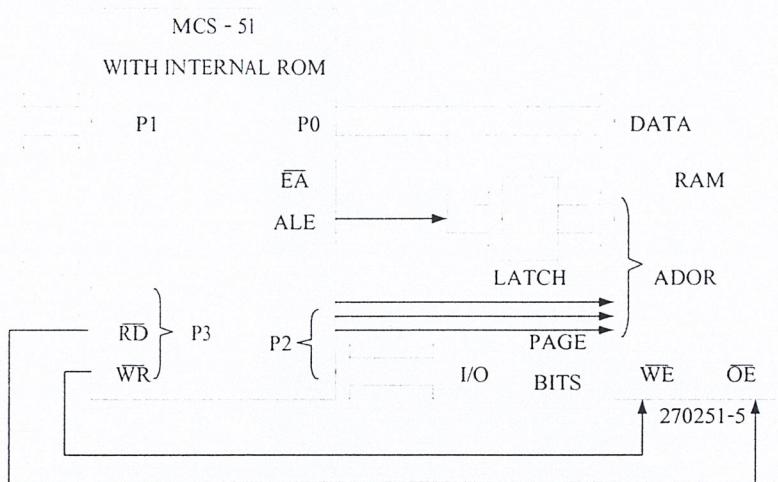 MCS - 51
WITH INTERNAL ROM
P1
P0
DATA
EA
RAM
ALE
LATCH
ADOR
RD
P3
P2
PAGE
WR
I/O
BITS
WE
OE
270251-5